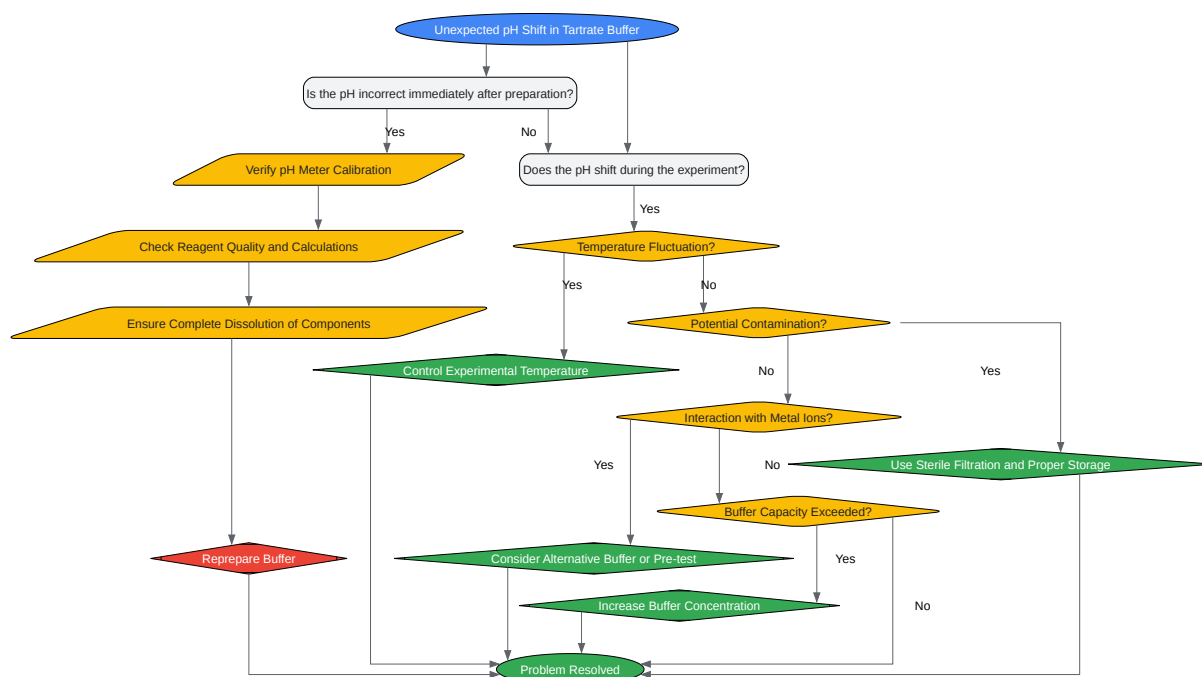 Unexpected pH Shift in Tartrate Buffer
Is the pH incorrect immediately after preparation?
Yes
No
Verify pH Meter Calibration
Does the pH shift during the experiment?
Yes
Check Reagent Quality and Calculations
Temperature Fluctuation?
Yes
No
Ensure Complete Dissolution of Components
Potential Contamination?
Control Experimental Temperature
No
Yes
Interaction with Metal Ions?
Yes
No
Use Sterile Filtration and Proper Storage
Buffer Capacity Exceeded?
Reprepare Buffer
Consider Alternative Buffer or Pre-test
Yes
Increase Buffer Concentration
No
Problem Resolved